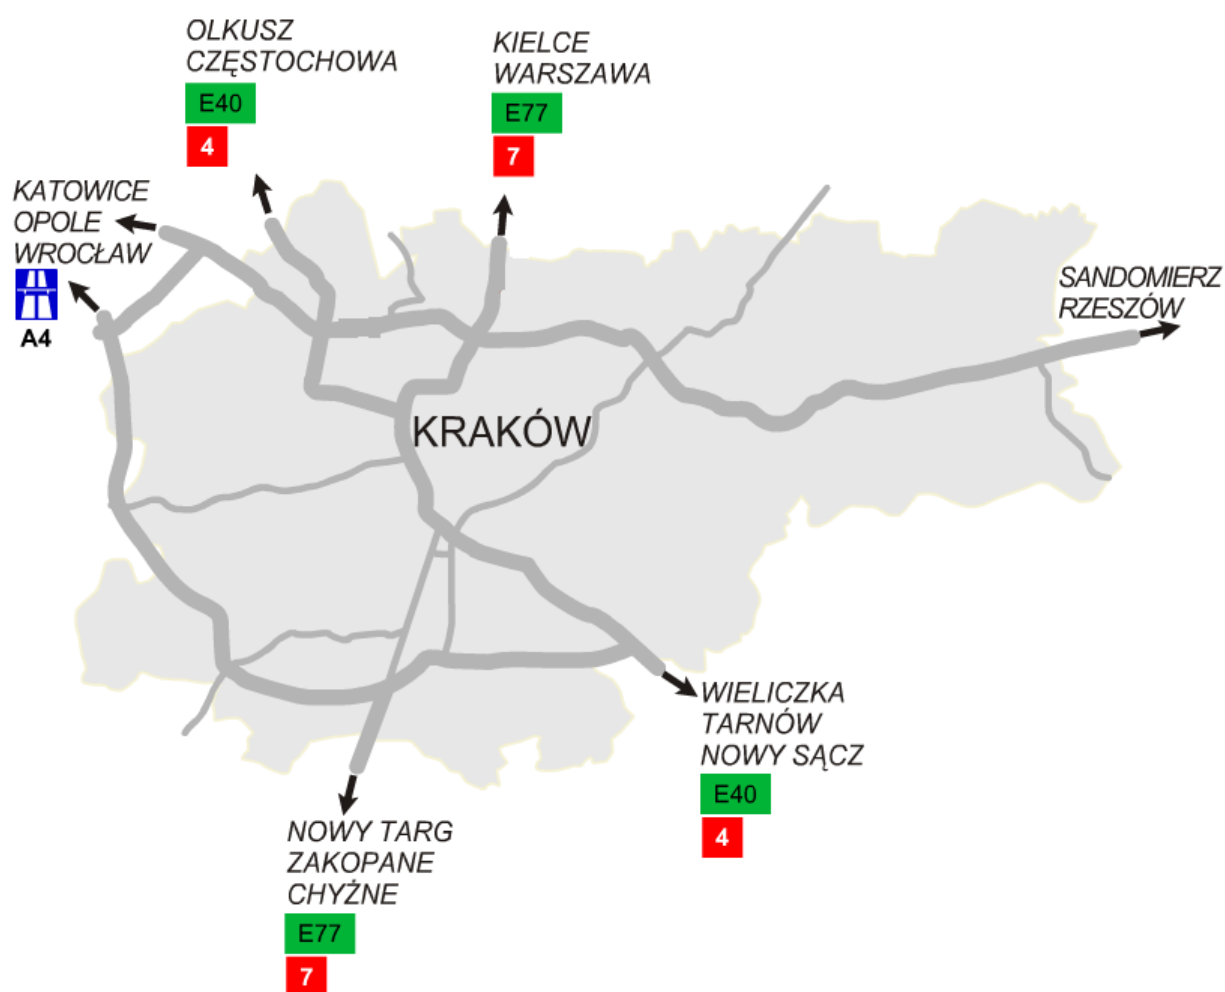 OLKUSZ
CZĘSTOCHOWA
E40
4
KIELCE
WARSZAWA
E77
7
KATOWICE
OPOLE
WROCŁAW
A4
SANDOMIERZ
RZESZÓW
KRAKÓW
WIELICZKA
TARNÓW
NOWY SĄCZ
E40
4
NOWY TARG
ZAKOPANE
CHYŻNE
E77
7